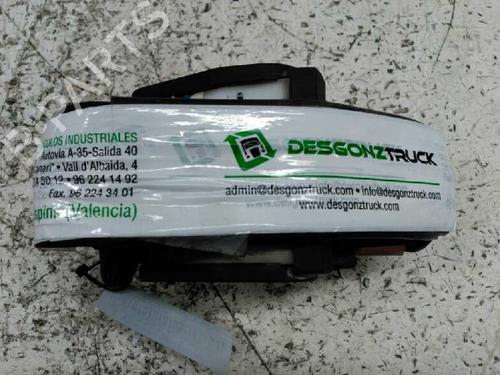 B-PARTS
ULOS INDUSTRIALES
Autovia A-35-Salida 40
Vall d'Albaida, 4
96 224 14 92
Fax. 96 224 34 01
(Valencia)
DESGONZTRUCK
admin@desgonztruck.com • info@desgonztruck.com
www.desgonztruck.com